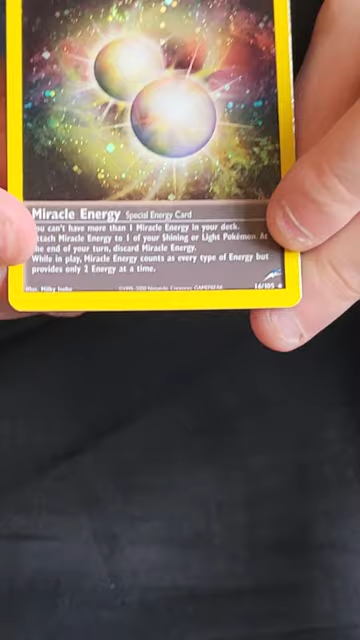 Miracle Energy Special Energy Card
You can't have more than 1 Miracle Energy in your deck.
Attach Miracle Energy to 1 of your Shining or Light Pokémon. At
the end of your turn, discard Miracle Energy.
While in play, Miracle Energy counts as every type of Energy but
provides only 2 Energy at a time.
Illus. Milky Isobe ©1995-2000 Nintendo, Creatures, GAMEFREAK. 16/105